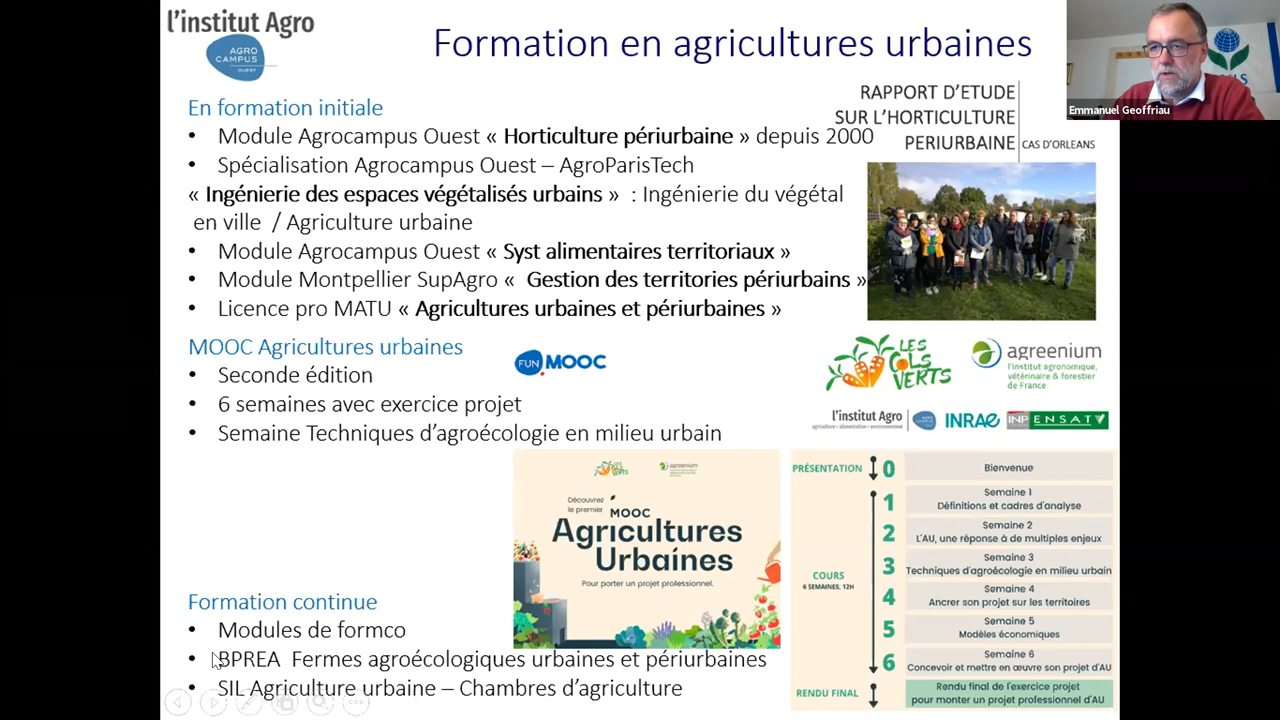 l'institut Agro
AGRO
CAMPUS
OUEST
Formation en agricultures urbaines
Emmanuel Geoffriau
En formation initiale
• Module Agrocampus Ouest « Horticulture périurbaine » depuis 2000
• Spécialisation Agrocampus Ouest – AgroParisTech
« Ingénierie des espaces végétalisés urbains » : Ingénierie du végétal
en ville / Agriculture urbaine
• Module Agrocampus Ouest « Syst alimentaires territoriaux »
• Module Montpellier SupAgro « Gestion des territories périurbains »
• Licence pro MATU « Agricultures urbaines et périurbaines »
RAPPORT D'ETUDE
SUR L'HORTICULTURE
PERIURBAINE
CAS D'ORLEANS
MOOC Agricultures urbaines
• Seconde édition
• 6 semaines avec exercice projet
• Semaine Techniques d'agroécologie en milieu urbain
FUN MOOC
LES
COLS
VERTS
agreenium
l'institut agronomique,
vétérinaire & forestier
de France
l'institut Agro
agriculture • alimentation • environnement
INRAE
INP ENSAT
LES
COLS
VERTS
agreenium
Découvrez
le premier
MOOC
Agricultures
Urbaines
Pour porter un projet professionnel.
PRÉSENTATION
0
Bienvenue
COURS
6 SEMAINES, 12H
1
Semaine 1
Définitions et cadres d'analyse
2
Semaine 2
L'AU, une réponse à de multiples enjeux
3
Semaine 3
Techniques d'agroécologie en milieu urbain
4
Semaine 4
Ancrer son projet sur les territoires
5
Semaine 5
Modèles économiques
6
Semaine 6
Concevoir et mettre en œuvre son projet d'AU
RENDU FINAL
Rendu final de l'exercice projet
pour monter un projet professionnel d'AU
Formation continue
• Modules de formco
• BPREA Fermes agroécologiques urbaines et périurbaines
• SIL Agriculture urbaine – Chambres d'agriculture